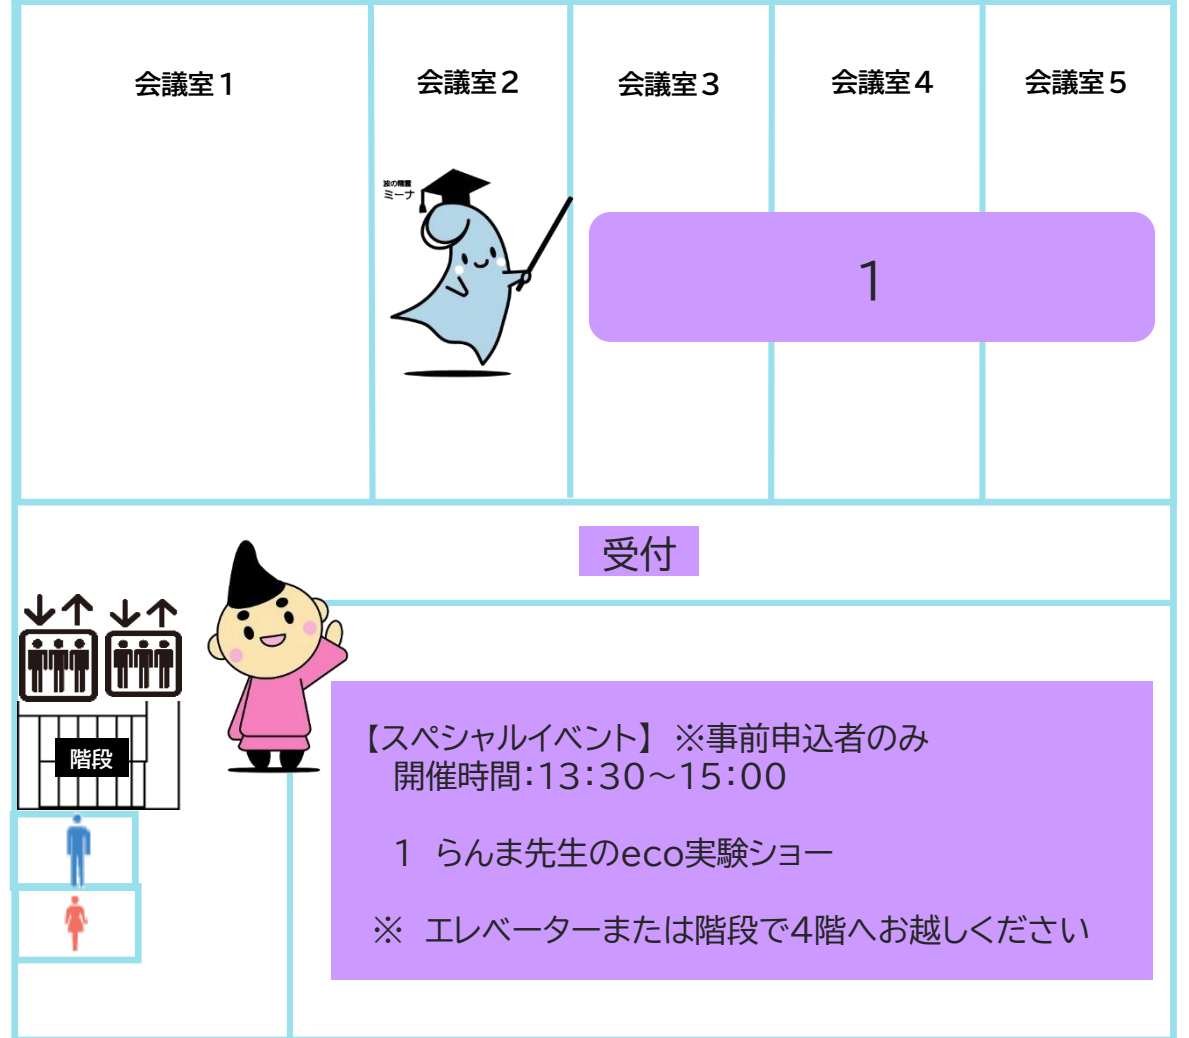 会議室1
会議室2
会議室3
会議室4
会議室5
波の精霊
ミーナ
1
受付
階段
【スペシャルイベント】 ※事前申込者のみ
開催時間：13：30～15：00
1 らんま先生のeco実験ショー
※ エレベーターまたは階段で4階へお越しください